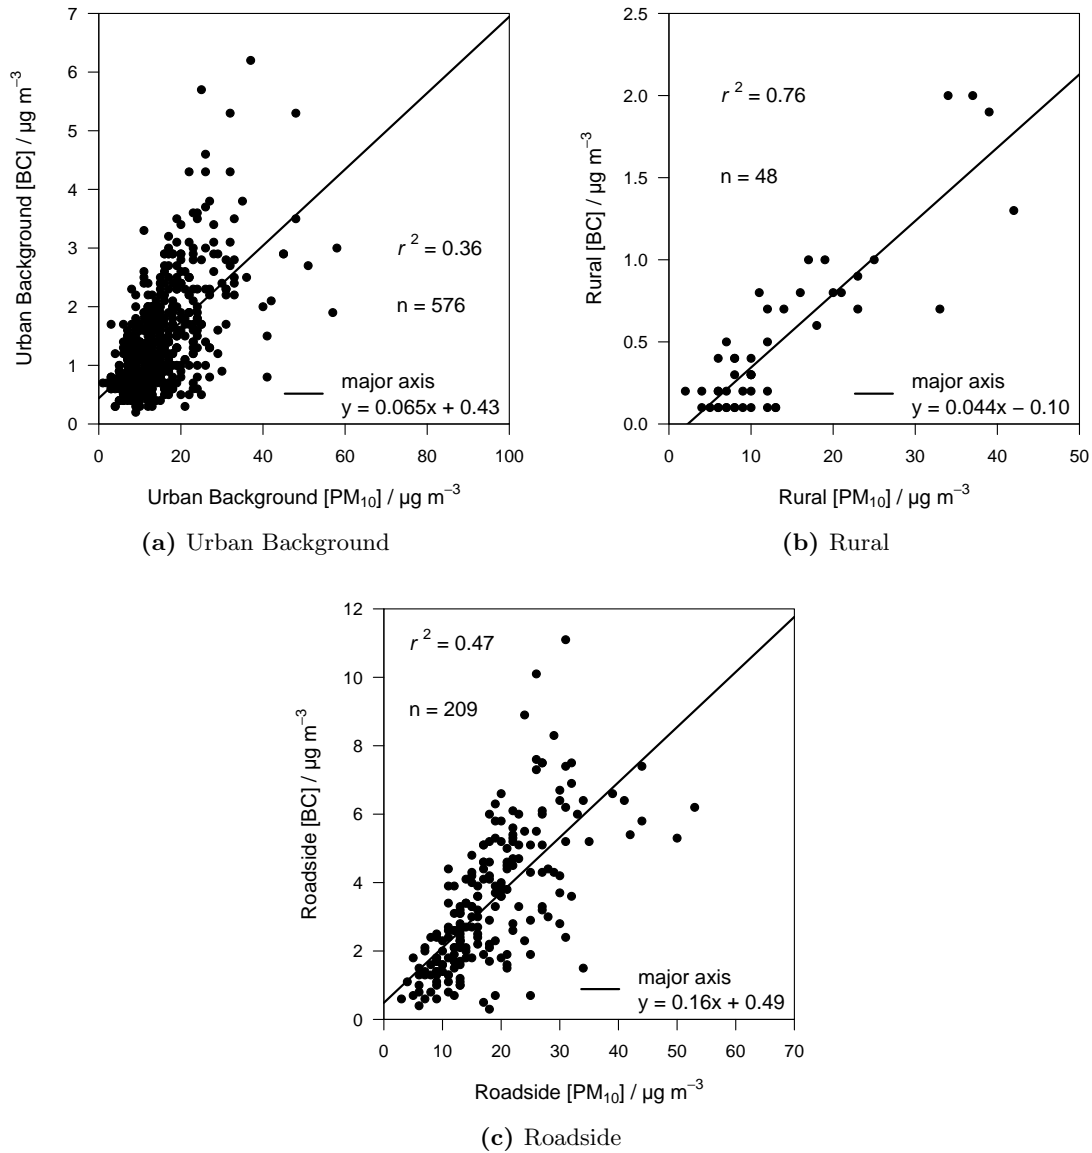 7
6
5
4
3
2
1
0
Urban Background [BC] / µg m⁻³
r² = 0.36
n = 576
major axis
y = 0.065x + 0.43
0 20 40 60 80 100
Urban Background [PM₁₀] / µg m⁻³
(a) Urban Background
2.5
2.0
1.5
1.0
0.5
0.0
Rural [BC] / µg m⁻³
r² = 0.76
n = 48
major axis
y = 0.044x − 0.10
0 10 20 30 40 50
Rural [PM₁₀] / µg m⁻³
(b) Rural
12
10
8
6
4
2
0
Roadside [BC] / µg m⁻³
r² = 0.47
n = 209
major axis
y = 0.16x + 0.49
0 10 20 30 40 50 60 70
Roadside [PM₁₀] / µg m⁻³
(c) Roadside